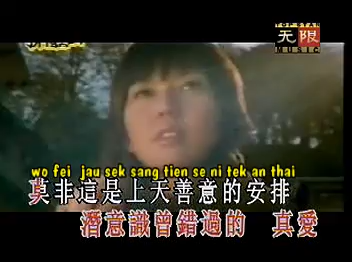 无限
wo fei jau sek sang tien se ni tek an thai
莫非這是上天善意的安排
潛意識曾錯過的 真愛